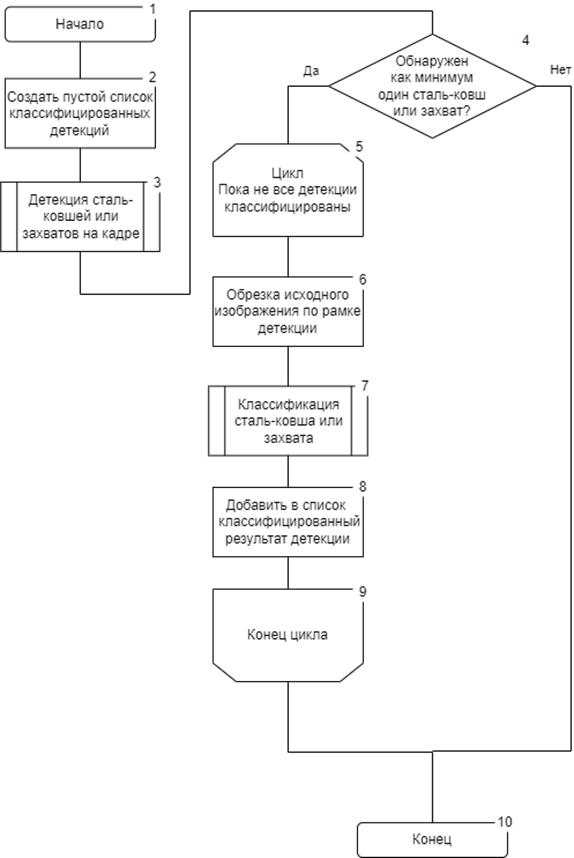 1
Начало
2
Создать пустой список
классифицированных
детекций
3
Детекция сталь-
ковшей или
захватов на кадре
4
Обнаружен
как минимум
один сталь-ковш
или захват?
Да
Нет
5
Цикл
Пока не все детекции
классифицированы
6
Обрезка исходного
изображения по рамке
детекции
7
Классификация
сталь-ковша или
захвата
8
Добавить в список
классифицированный
результат детекции
9
Конец цикла
10
Конец